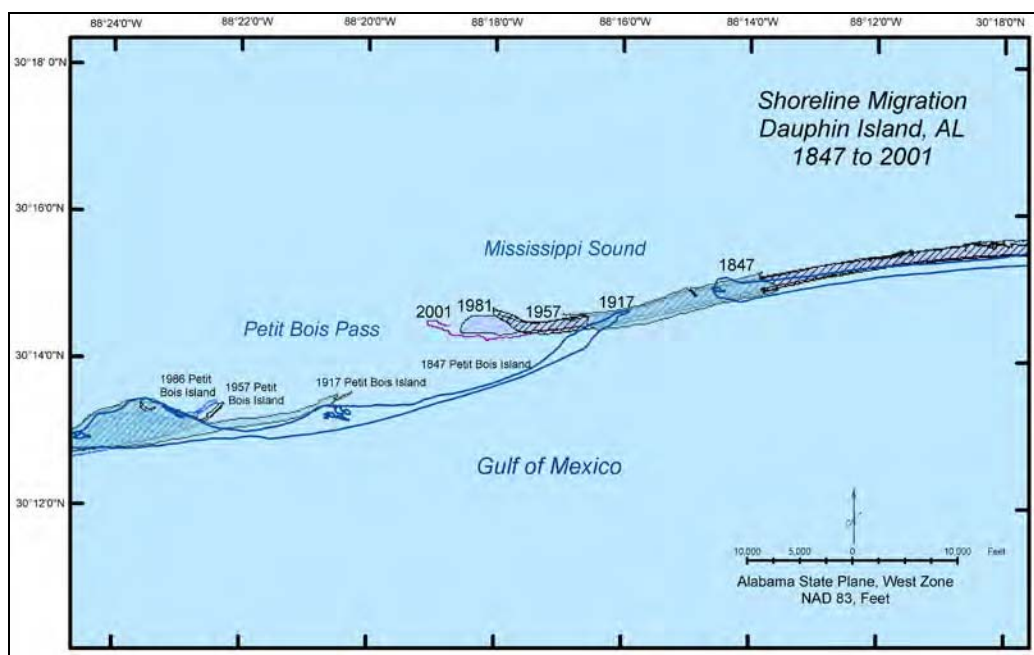 88°24'0"W 88°22'0"W 88°20'0"W 88°18'0"W 88°16'0"W 88°14'0"W 88°12'0"W 30°18'0"N
30°18' 0"N
Shoreline Migration
Dauphin Island, AL
1847 to 2001
30°16'0"N
Mississippi Sound
1847
2001 1981 1957 1917
Petit Bois Pass
30°14'0"N
1847 Petit Bois Island
1986 Petit
Bois Island
1957 Petit
Bois Island
1917 Petit Bois Island
Gulf of Mexico
30°12'0"N
10,000 5,000 0 10,000 Feet
Alabama State Plane, West Zone
NAD 83, Feet